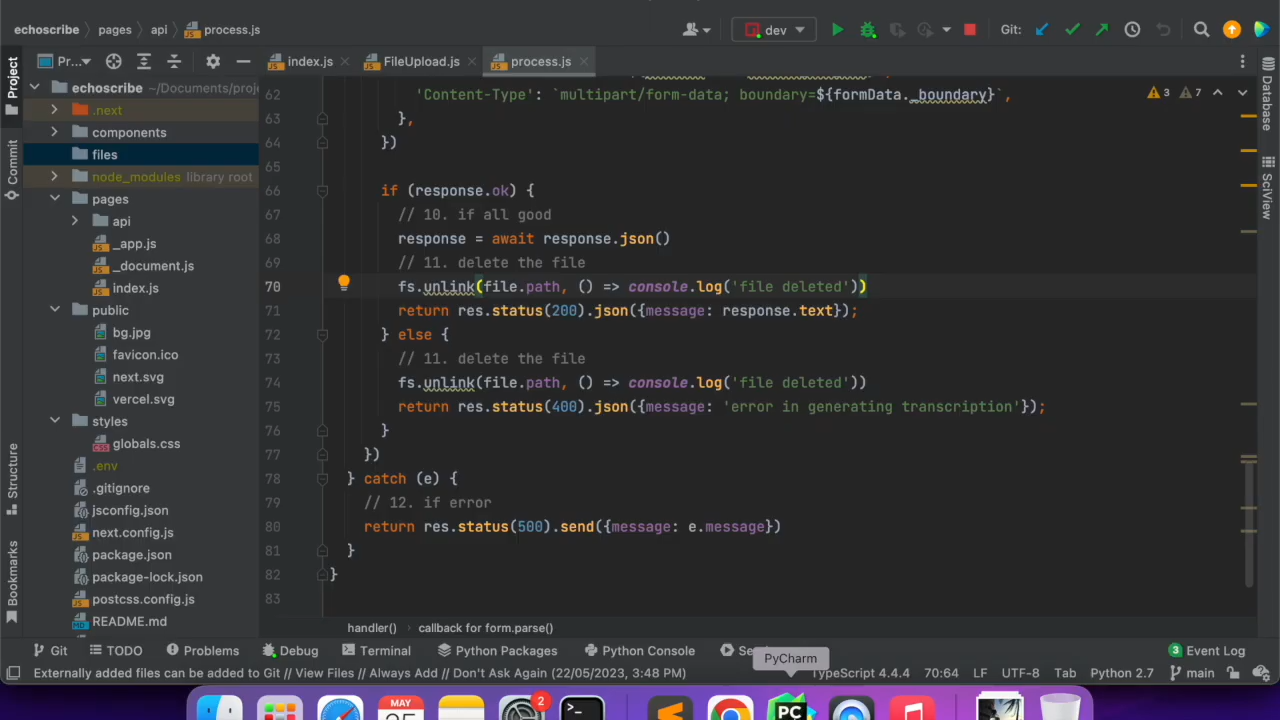 echoscribe pages api process.js dev Git:
Project Pr... index.js FileUpload.js process.js Database
echoscribe ~/Documents/proje
.next
components
files
node_modules library root
pages
api
_app.js
_document.js
index.js
public
bg.jpg
favicon.ico
next.svg
vercel.svg
styles
globals.css
.env
.gitignore
jsconfig.json
next.config.js
package.json
package-lock.json
postcss.config.js
README.md
Commit
Structure
Bookmarks
3 7
62 'Content-Type': `multipart/form-data; boundary=${formData._boundary}`,
63 },
64 })
65
66 if (response.ok) {
67 // 10. if all good
68 response = await response.json()
69 // 11. delete the file
70 fs.unlink(file.path, () => console.log('file deleted'))
71 return res.status(200).json({message: response.text});
72 } else {
73 // 11. delete the file
74 fs.unlink(file.path, () => console.log('file deleted'))
75 return res.status(400).json({message: 'error in generating transcription'});
76 }
77 })
78 } catch (e) {
79 // 12. if error
80 return res.status(500).send({message: e.message})
81 }
82 }
83
SciView
handler() callback for form.parse()
Git TODO Problems Debug Terminal Python Packages Python Console 3 Event Log
PyCharm
Externally added files can be added to Git // View Files // Always Add // Don't Ask Again (22/05/2023, 3:48 PM) TypeScript 4.4.4 70:64 LF UTF-8 Tab Python 2.7 main
MAY 2 PC